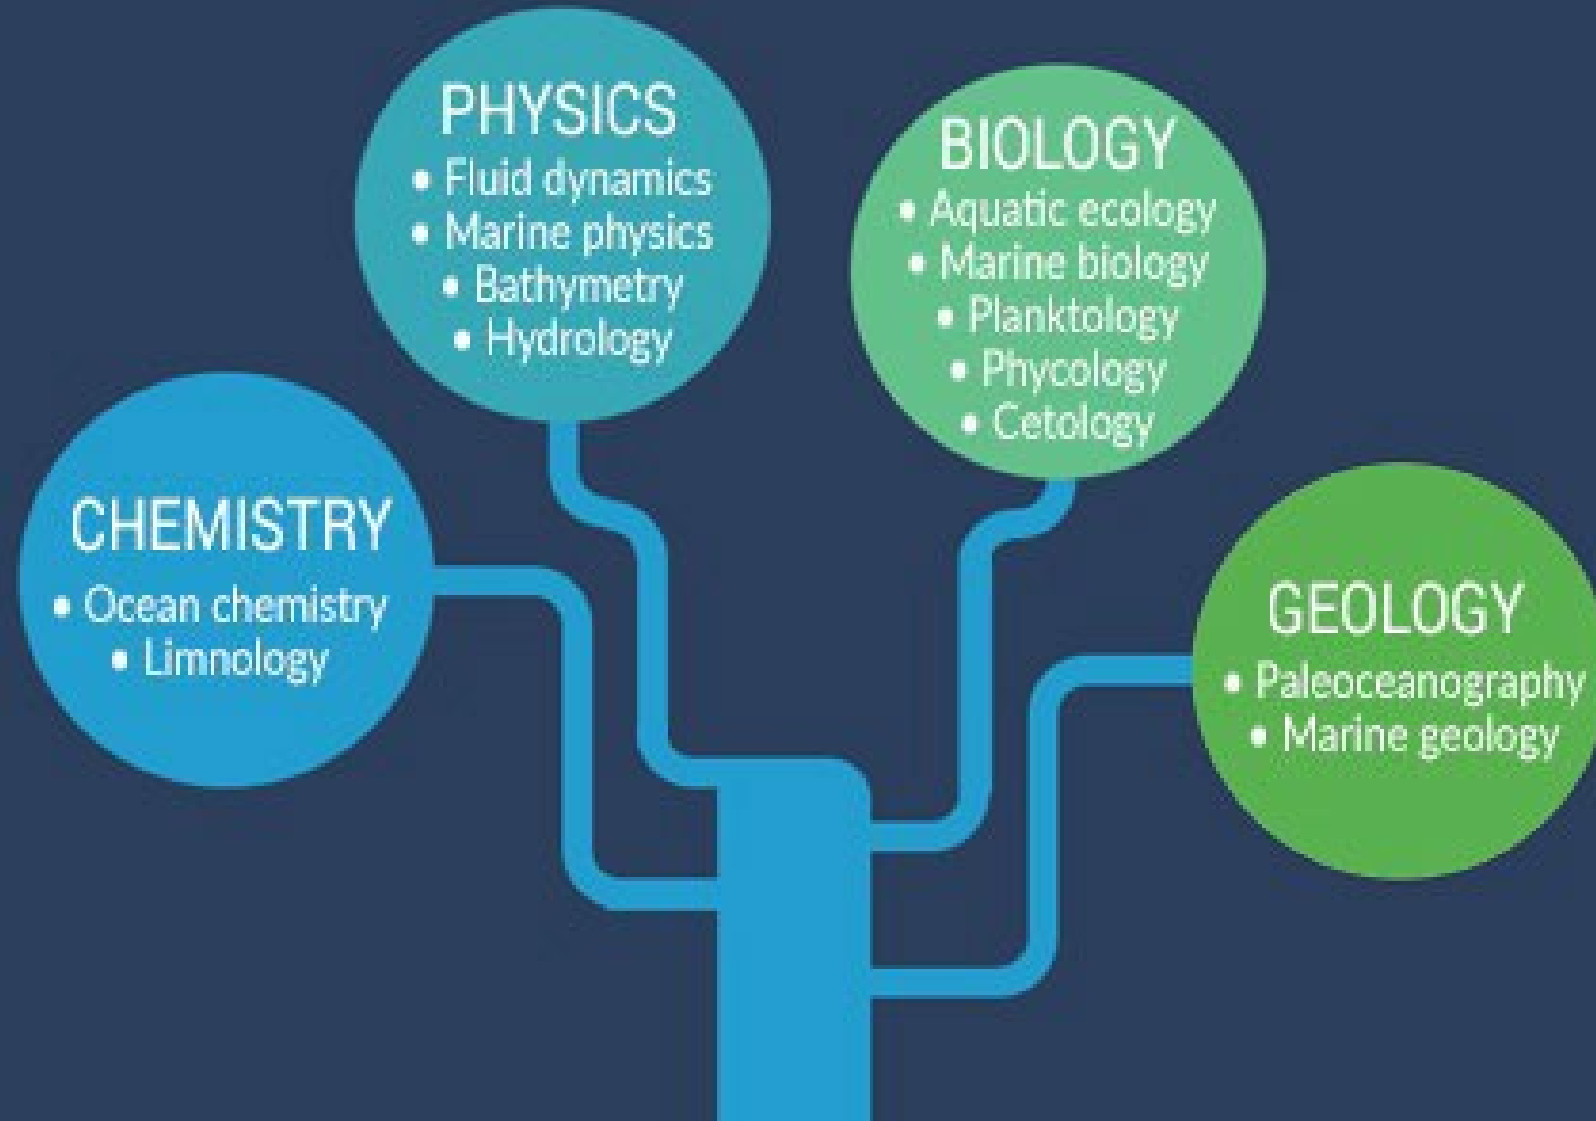 PHYSICS
• Fluid dynamics
• Marine physics
• Bathymetry
• Hydrology
BIOLOGY
• Aquatic ecology
• Marine biology
• Planktology
• Phycology
• Cetology
CHEMISTRY
• Ocean chemistry
• Limnology
GEOLOGY
• Paleoceanography
• Marine geology